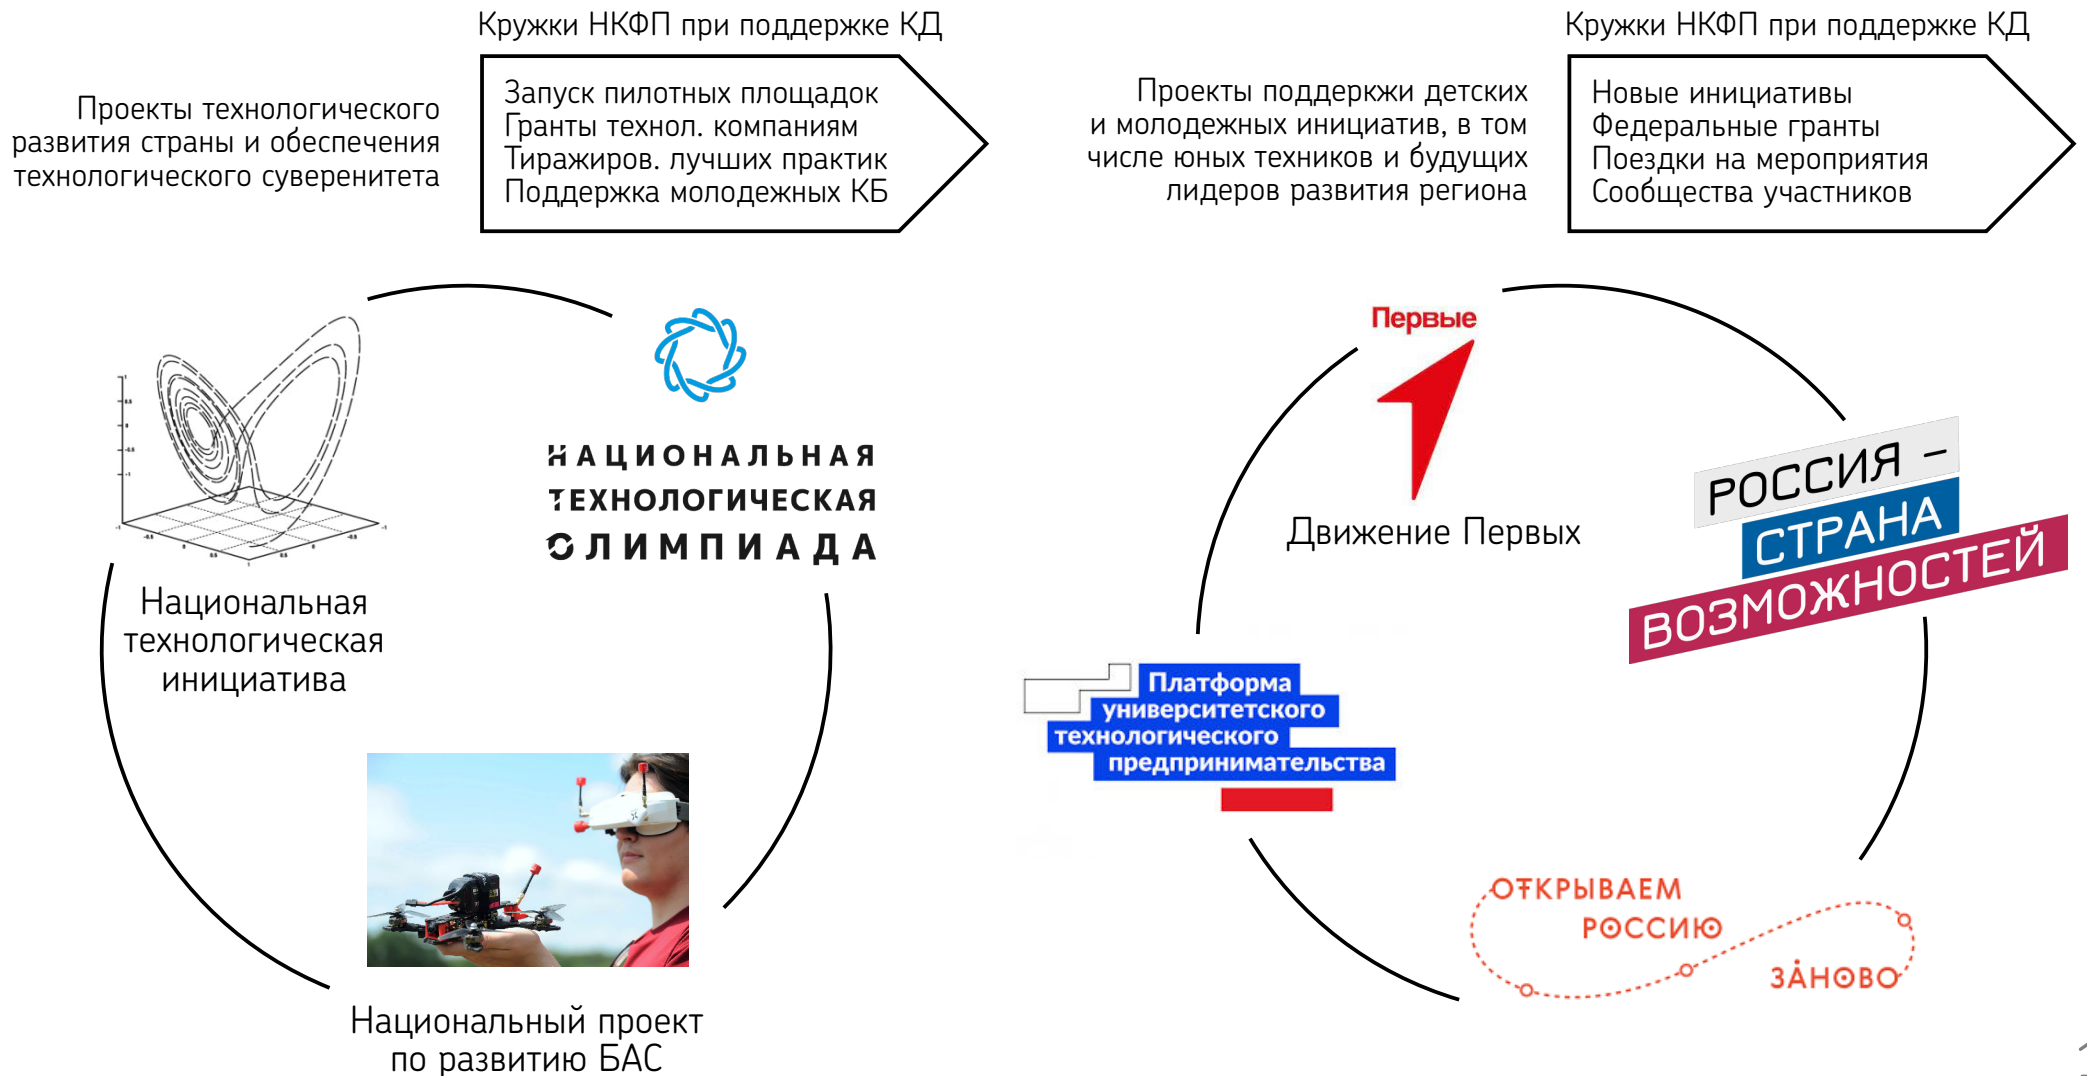 Кружки НКФП при поддержке КД
Проекты технологического
развития страны и обеспечения
технологического суверенитета
Запуск пилотных площадок
Гранты технол. компаниям
Тиражиров. лучших практик
Поддержка молодежных КБ
Кружки НКФП при поддержке КД
Проекты поддеркжи детских
и молодежных инициатив, в том
числе юных техников и будущих
лидеров развития региона
Новые инициативы
Федеральные гранты
Поездки на мероприятия
Сообщества участников
Национальная
технологическая
инициатива
НАЦИОНАЛЬНАЯ
ТЕХНОЛОГИЧЕСКАЯ
ОЛИМПИАДА
Национальный проект
по развитию БАС
Первые
Движение Первых
РОССИЯ –
СТРАНА
ВОЗМОЖНОСТЕЙ
Платформа
университетского
технологического
предпринимательства
ОТКРЫВАЕМ
РОССИЮ
ЗАНОВО